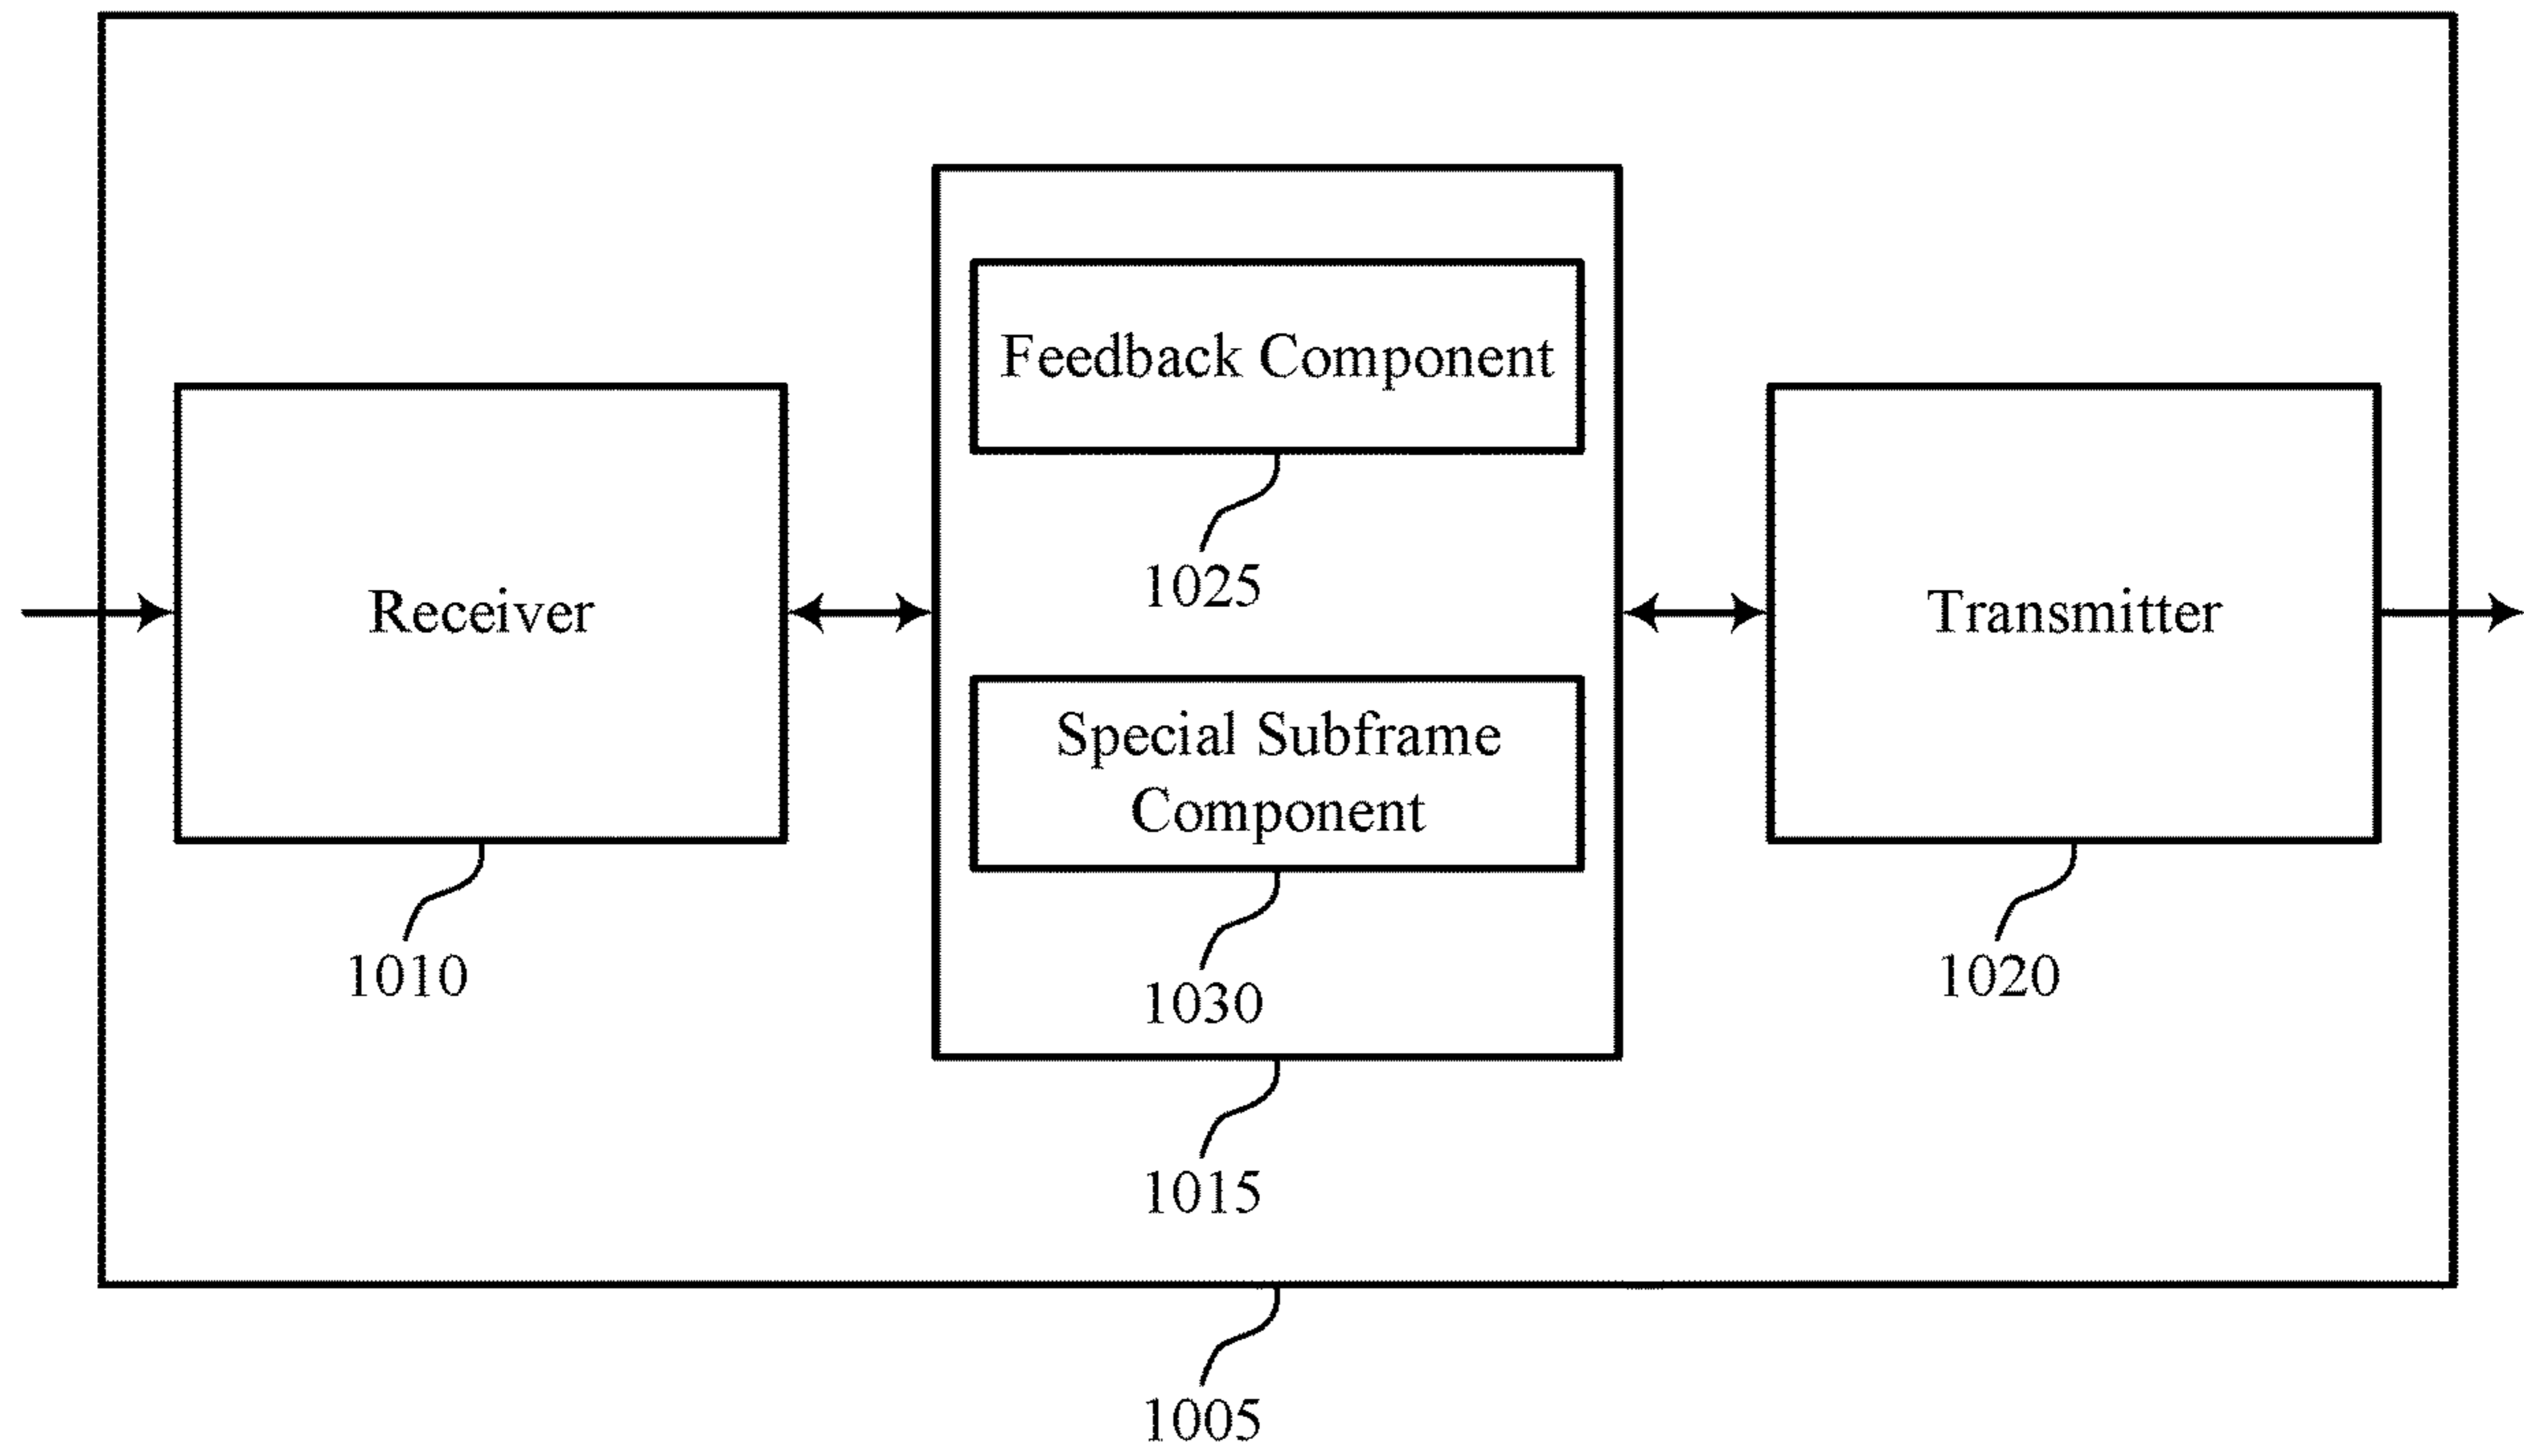 Feedback Component
1025
Receiver
Transmitter
Special Subframe
Component
1010
1030
1020
1015
1005